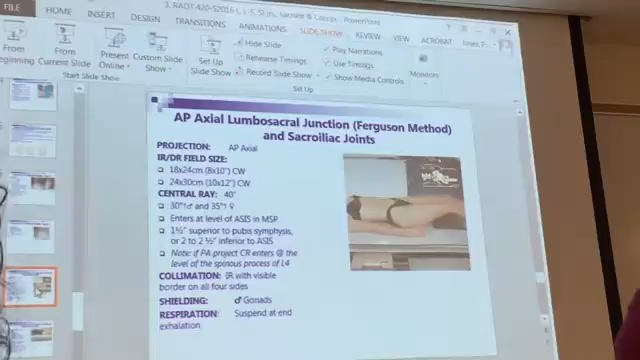 3. RADT 420-S2016-
PowerPoint
FILE
HOME
INSERT
DESIGN
TRANSITIONS
ANIMATIONS
SLIDE SHOW
REVIEW
VIEW
ACROBAT
From
Beginning
From
Current Slide
Present
Online
Custom Slide
Show
Start Slide Show
Set Up
Slide Show
Hide Slide
Rehearse Timings
Record Slide Show
Set Up
Play Narrations
Use Timings
Show Media Controls
Monitors
AP Axial Lumbosacral Junction (Ferguson Method)
and Sacroiliac Joints
PROJECTION: AP Axial
IR/DR FIELD SIZE:
18x24cm (8x10") CW
24x30cm (10x12") CW
CENTRAL RAY: 40°
30°♂ and 35°♀
Enters at level of ASIS in MSP
1½" superior to pubis symphysis,
or 2 to 2 ½" inferior to ASIS
Note: if PA project CR enters @ the
level of the spinous process of L4
COLLIMATION: IR with visible
border on all four sides
SHIELDING: ♂ Gonads
RESPIRATION: Suspend at end
exhalation